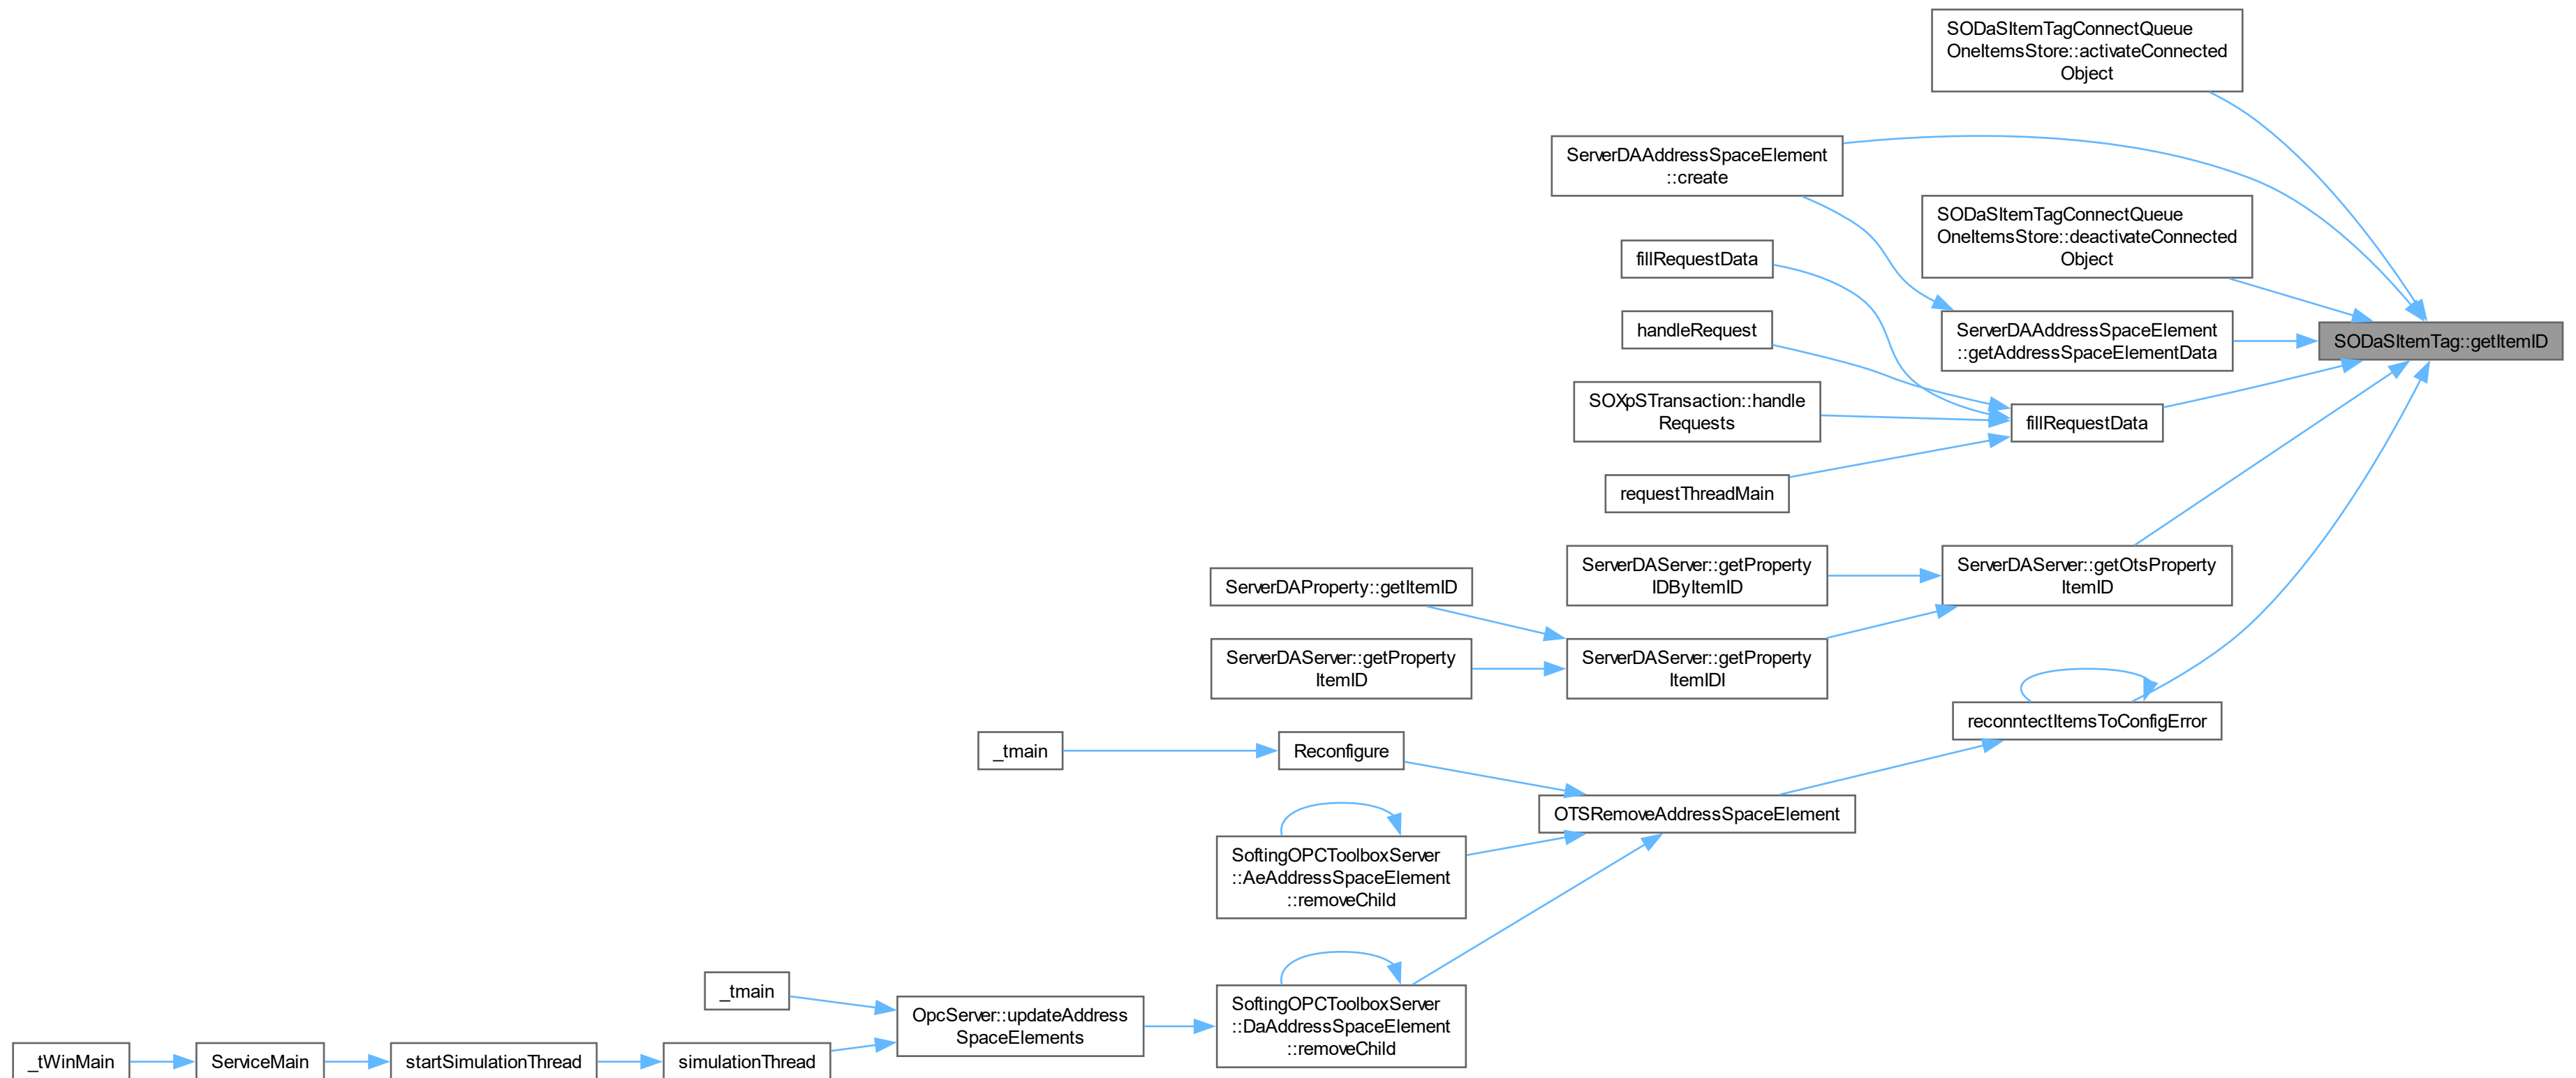 SODaSItemTagConnectQueue
OneItemsStore::activateConnected
Object
ServerDAAddressSpaceElement
::create
SODaSItemTagConnectQueue
OneItemsStore::deactivateConnected
Object
fillRequestData
handleRequest
ServerDAAddressSpaceElement
::getAddressSpaceElementData
SODaSItemTag::getItemID
SOXpSTransaction::handle
Requests
fillRequestData
requestThreadMain
ServerDAServer::getProperty
IDByItemID
ServerDAServer::getOtsProperty
ItemID
ServerDAProperty::getItemID
ServerDAServer::getProperty
ItemID
ServerDAServer::getProperty
ItemIDI
reconntectItemsToConfigError
_tmain
Reconfigure
OTSRemoveAddressSpaceElement
SoftingOPCToolboxServer
::AeAddressSpaceElement
::removeChild
_tmain
OpcServer::updateAddress
SpaceElements
SoftingOPCToolboxServer
::DaAddressSpaceElement
::removeChild
_tWinMain
ServiceMain
startSimulationThread
simulationThread